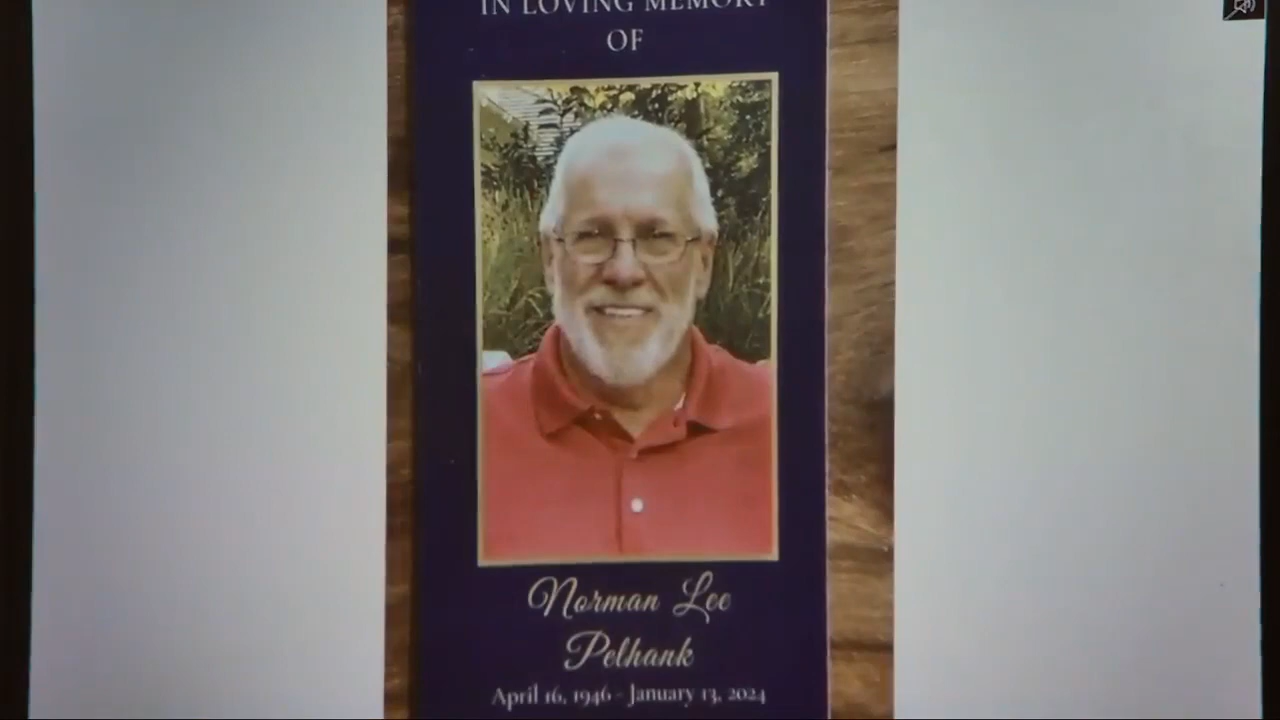 IN LOVING MEMORY
OF
Norman Lee
Pelhank
April 16, 1946 - January 13, 2024